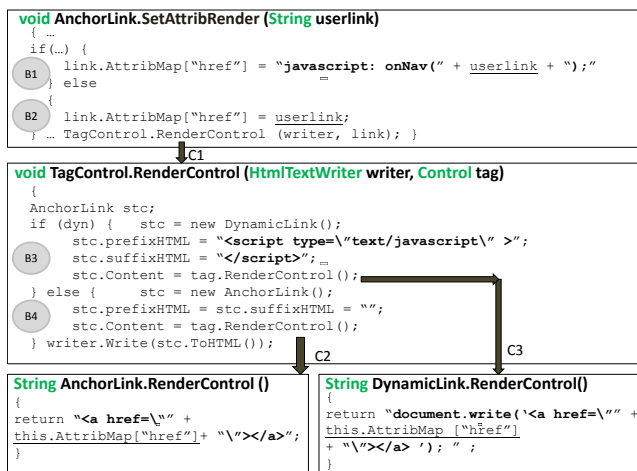 void AnchorLink.SetAttribRender (String userlink)
{ …
if(…) {
B1 link.AttribMap[“href”] = “javascript: onNav(” + userlink + “);”
} else
{
B2 link.AttribMap[“href”] = userlink;
} … TagControl.RenderControl (writer, link); }
C1
void TagControl.RenderControl (HtmlTextWriter writer, Control tag)
{
AnchorLink stc;
if (dyn) { stc = new DynamicLink();
stc.prefixHTML = “<script type=\”text/javascript\” >”;
B3 stc.suffixHTML = “</script>”;
stc.Content = tag.RenderControl();
} else { stc = new AnchorLink();
B4 stc.prefixHTML = stc.suffixHTML = “”;
stc.Content = tag.RenderControl();
} writer.Write(stc.ToHTML());
C2
C3
String AnchorLink.RenderControl ()
{
return “<a href=\“” +
this.AttribMap[“href”]+ “\”></a>”;
}
String DynamicLink.RenderControl()
{
return “document.write(‘<a href=\”” +
this.AttribMap [“href”]
+ “\”></a> ’); ” ;
}